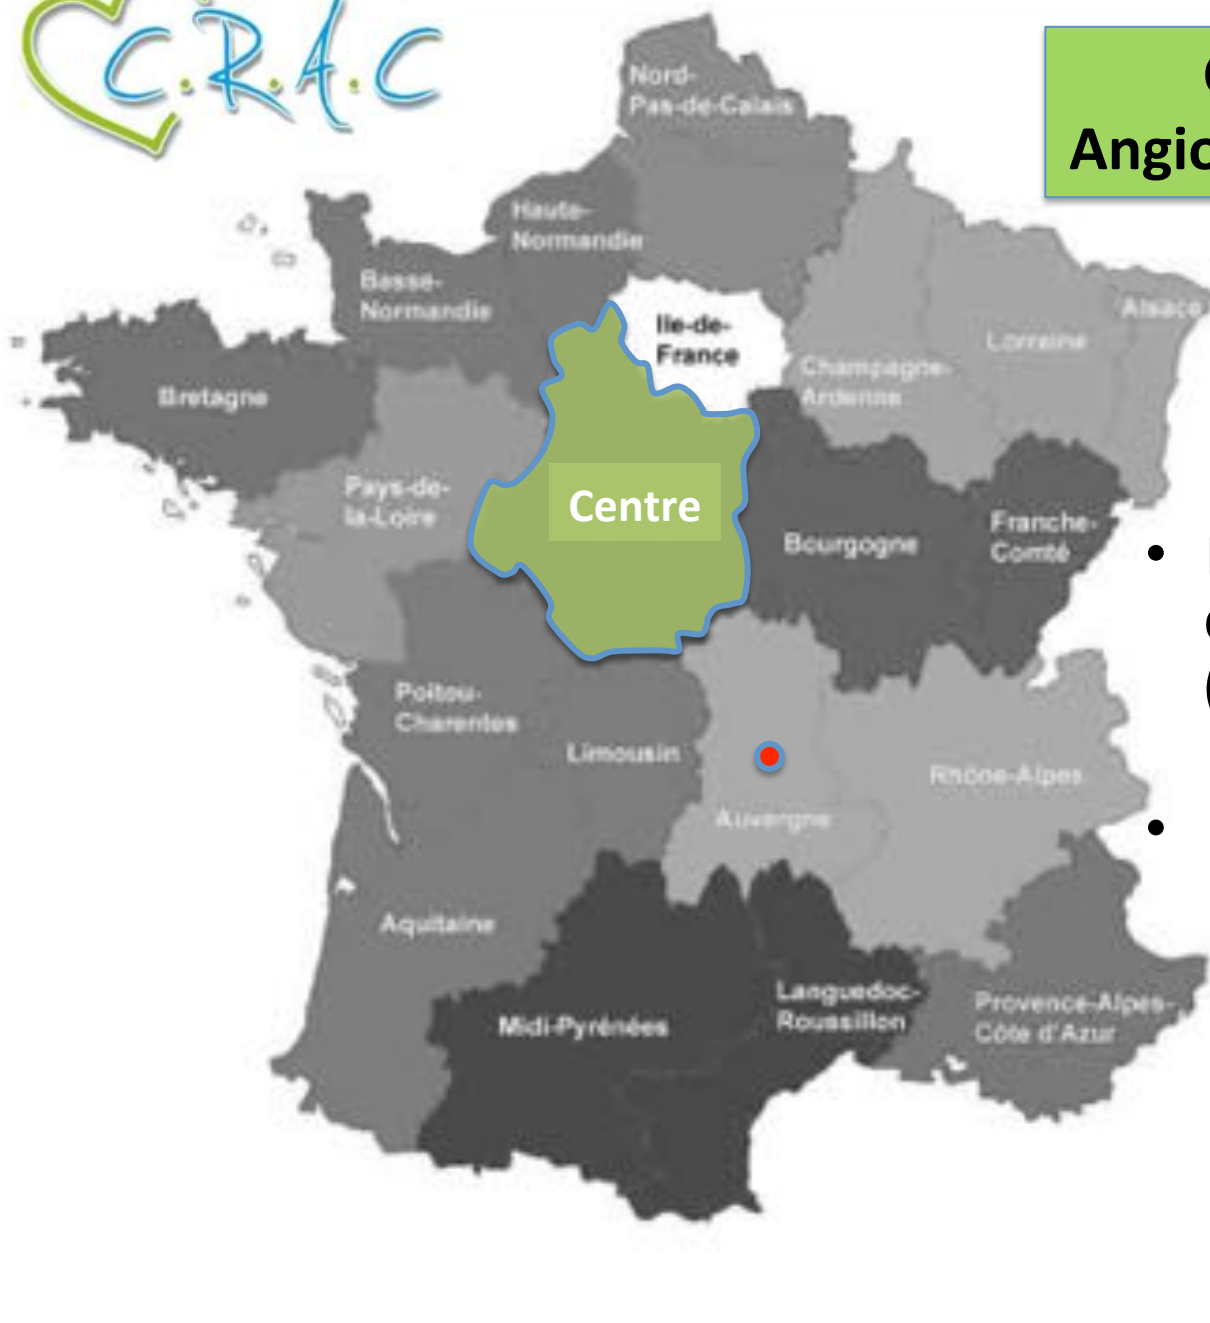 C.R.A.C
Nord-
Pas-de-Calais
Haute-
Normandie
Basse-
Normandie
Ile-de-
France
Alsace
Lorraine
Champagne-
Ardenne
Bretagne
Pays-de-
la-Loire
Centre
Bourgogne
Franche-
Comté
Poitou-
Charentes
Limousin
Rhône-Alpes
Auvergne
Aquitaine
Languedoc-
Roussillon
Provence-Alpes-
Côte d'Azur
Midi-Pyrénées